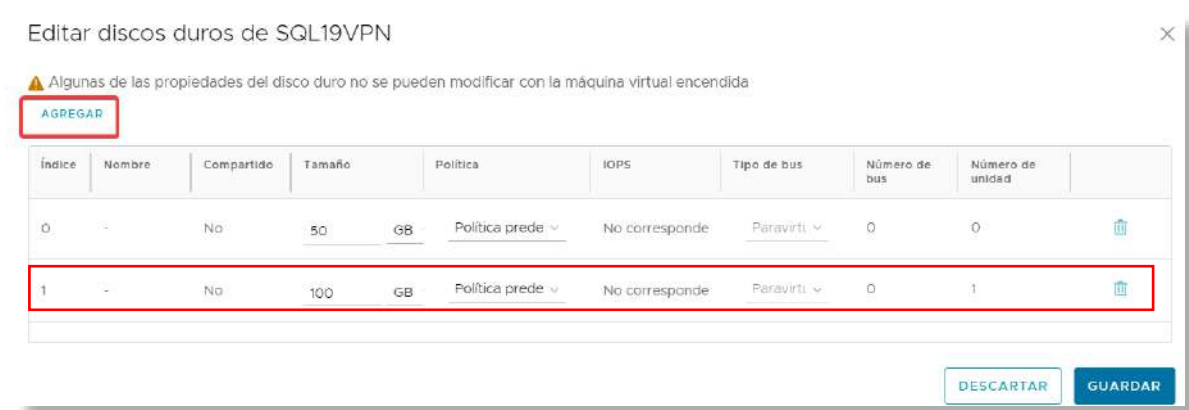 Editar discos duros de SQL19VPN
Algunas de las propiedades del disco duro no se pueden modificar con la máquina virtual encendida
AGREGAR
Índice Nombre Compartido Tamaño Política IOPS Tipo de bus Número de bus Número de unidad
0 - No 50 GB Política prede No corresponde Paravirtu 0 0
1 - No 100 GB Política prede No corresponde Paravirtu 0 1
DESCARTAR GUARDAR